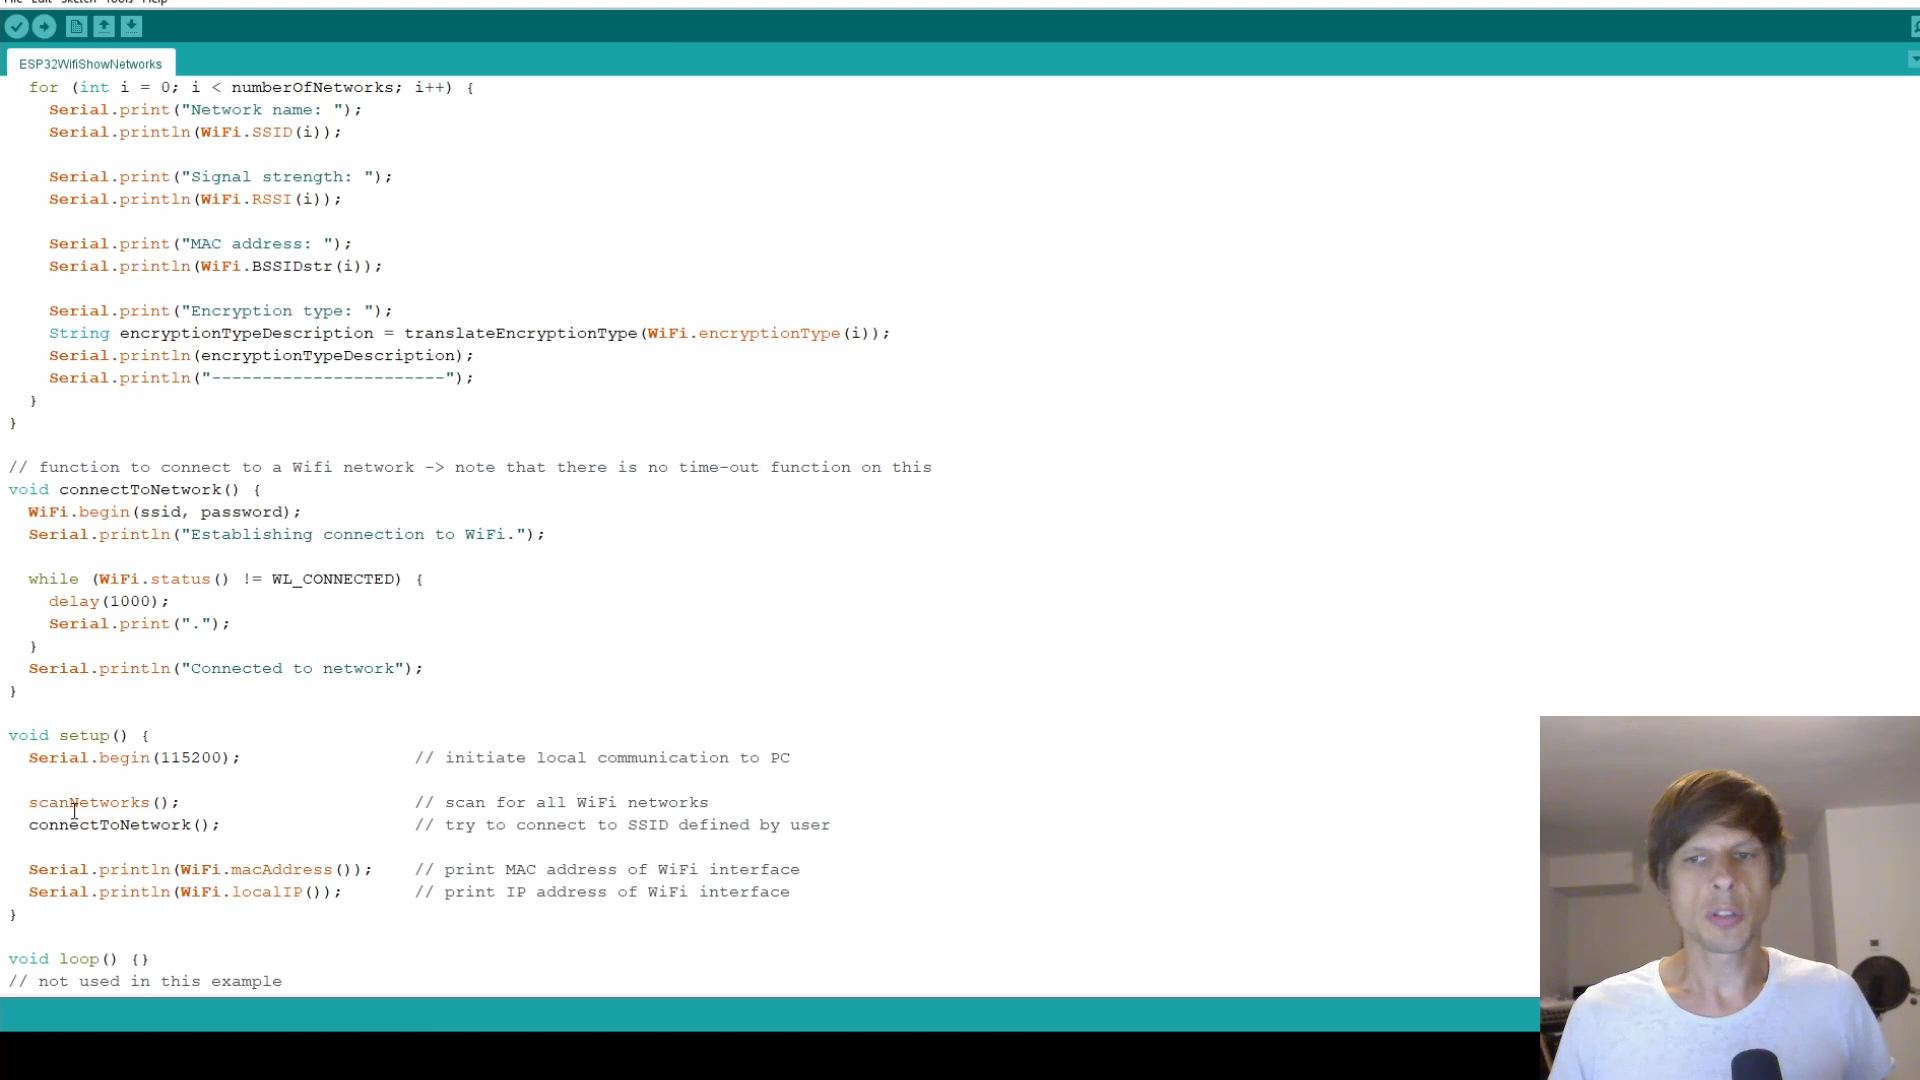 File Edit Sketch Tools Help
ESP32WifiShowNetworks
for (int i = 0; i < numberOfNetworks; i++) {
Serial.print("Network name: ");
Serial.println(WiFi.SSID(i));
Serial.print("Signal strength: ");
Serial.println(WiFi.RSSI(i));
Serial.print("MAC address: ");
Serial.println(WiFi.BSSIDstr(i));
Serial.print("Encryption type: ");
String encryptionTypeDescription = translateEncryptionType(WiFi.encryptionType(i));
Serial.println(encryptionTypeDescription);
Serial.println("-----------------------");
}
}
// function to connect to a Wifi network -> note that there is no time-out function on this
void connectToNetwork() {
WiFi.begin(ssid, password);
Serial.println("Establishing connection to WiFi.");
while (WiFi.status() != WL_CONNECTED) {
delay(1000);
Serial.print(".");
}
Serial.println("Connected to network");
}
void setup() {
Serial.begin(115200); // initiate local communication to PC
scanNetworks(); // scan for all WiFi networks
connectToNetwork(); // try to connect to SSID defined by user
Serial.println(WiFi.macAddress()); // print MAC address of WiFi interface
Serial.println(WiFi.localIP()); // print IP address of WiFi interface
}
void loop() {}
// not used in this example